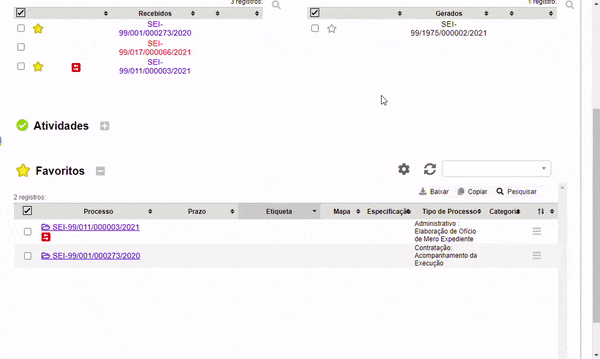 3 registros:
1 registro:
Recebidos
Gerados
SEI-
99/001/000273/2020
SEI-
99/1975/000002/2021
SEI-
99/017/000066/2021
SEI-
99/011/000003/2021
Atividades
Favoritos
Baixar Copiar Pesquisar
2 registros:
Processo Prazo Etiqueta Mapa Especificação Tipo de Processo Categoria
SEI-99/011/000003/2021
Administrativo :
Elaboração de Ofício
de Mero Expediente
SEI-99/001/000273/2020
Contratação:
Acompanhamento da
Execução